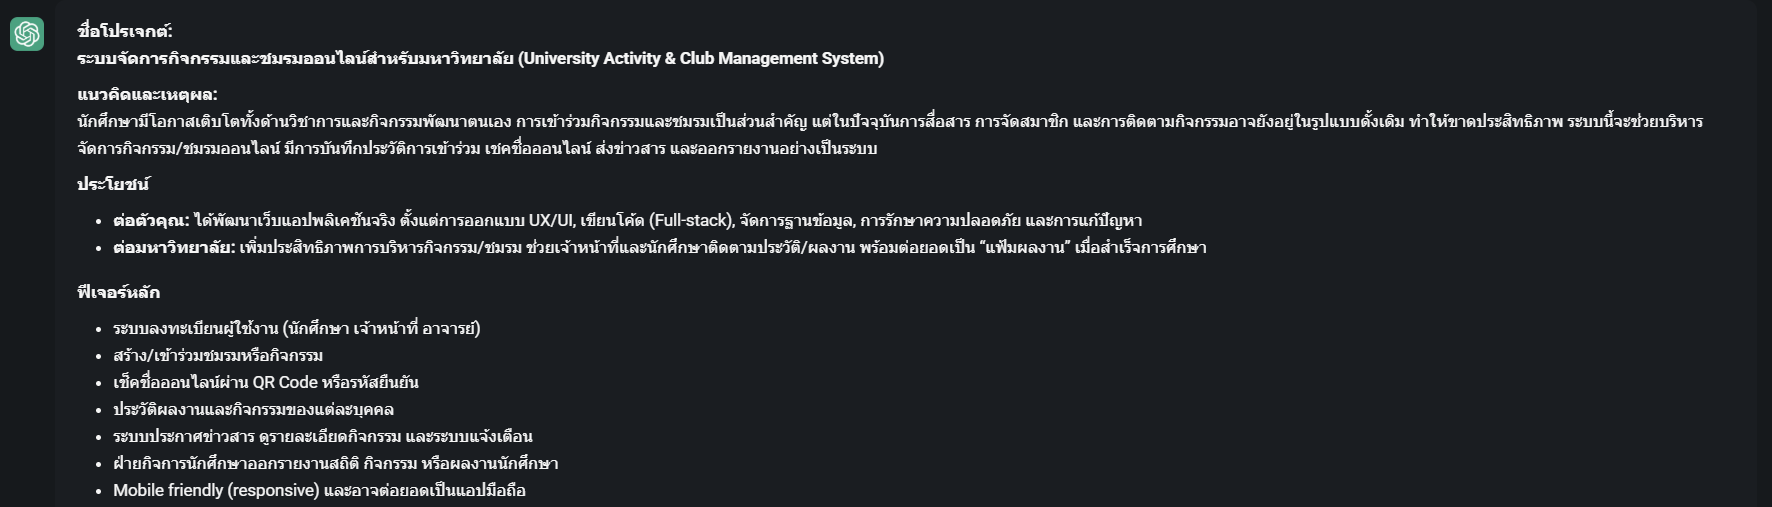 ชื่อโปรเจกต์:
ระบบจัดการกิจกรรมและชมรมออนไลน์สำหรับมหาวิทยาลัย (University Activity & Club Management System)
แนวคิดและเหตุผล:
นักศึกษามีโอกาสเติบโตทั้งด้านวิชาการและกิจกรรมพัฒนาตนเอง การเข้าร่วมกิจกรรมและชมรมเป็นส่วนสำคัญ แต่ในปัจจุบันการสื่อสาร การจัดสมาชิก และการติดตามกิจกรรมอาจยังอยู่ในรูปแบบดั้งเดิม ทำให้ขาดประสิทธิภาพ ระบบนี้จะช่วยบริหาร
จัดการกิจกรรม/ชมรมออนไลน์ มีการบันทึกประวัติการเข้าร่วม เชคชื่อออนไลน์ ส่งข่าวสาร และออกรายงานอย่างเป็นระบบ
ประโยชน์
• ต่อตัวคุณ: ได้พัฒนาเว็บแอปพลิเคชันจริง ตั้งแต่การออกแบบ UX/UI, เขียนโค้ด (Full-stack), จัดการฐานข้อมูล, การรักษาความปลอดภัย และการแก้ปัญหา
• ต่อมหาวิทยาลัย: เพิ่มประสิทธิภาพการบริหารกิจกรรม/ชมรม ช่วยเจ้าหน้าที่และนักศึกษาติดตามประวัติ/ผลงาน พร้อมต่อยอดเป็น “แฟ้มผลงาน” เมื่อสำเร็จการศึกษา
ฟีเจอร์หลัก
• ระบบลงทะเบียนผู้ใช้งาน (นักศึกษา เจ้าหน้าที่ อาจารย์)
• สร้าง/เข้าร่วมชมรมหรือกิจกรรม
• เช็คชื่อออนไลน์ผ่าน QR Code หรือรหัสยืนยัน
• ประวัติผลงานและกิจกรรมของแต่ละบุคคล
• ระบบประกาศข่าวสาร ดูรายละเอียดกิจกรรม และระบบแจ้งเตือน
• ฝ่ายกิจการนักศึกษาออกรายงานสถิติ กิจกรรม หรือผลงานนักศึกษา
• Mobile friendly (responsive) และอาจต่อยอดเป็นแอปมือถือ